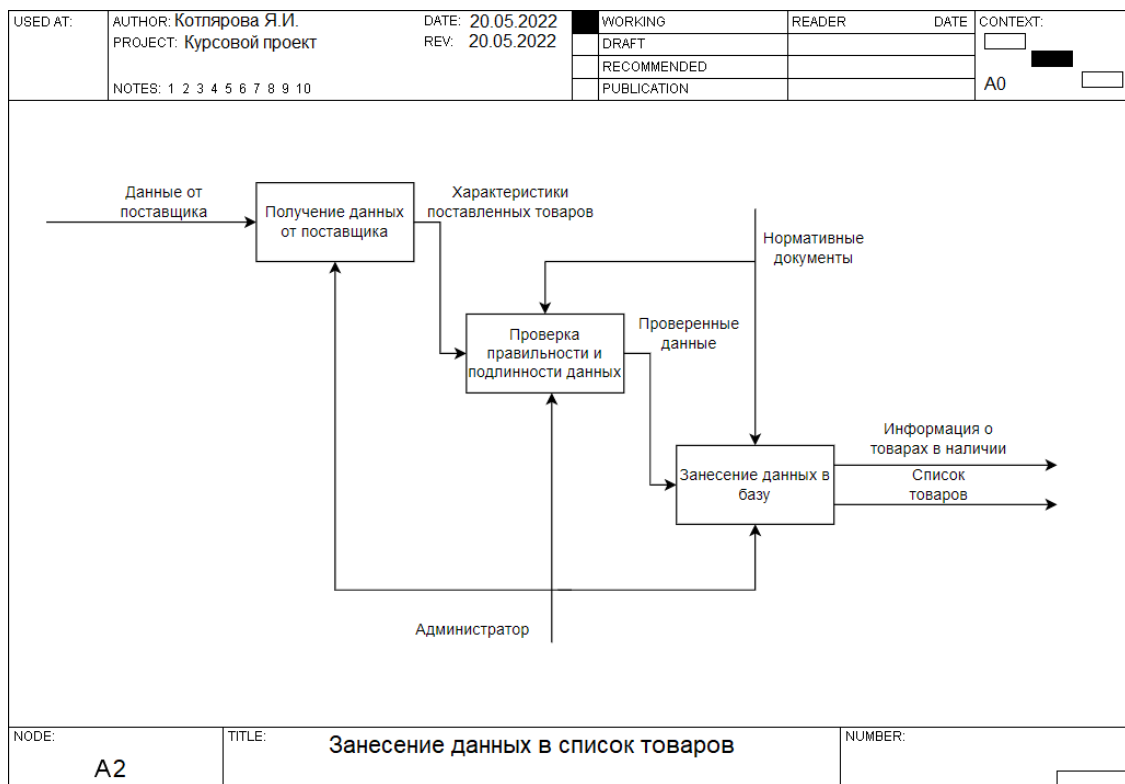 USED AT:
AUTHOR: Котлярова Я.И.
DATE: 20.05.2022
PROJECT: Курсовой проект
REV: 20.05.2022
NOTES: 1 2 3 4 5 6 7 8 9 10
WORKING
DRAFT
RECOMMENDED
PUBLICATION
READER
DATE
CONTEXT:
A0
Данные от
поставщика
Получение данных
от поставщика
Характеристики
поставленных товаров
Нормативные
документы
Проверка
правильности и
подлинности данных
Проверенные
данные
Занесение данных в
базу
Информация о
товарах в наличии
Список
товаров
Администратор
NODE:
A2
TITLE:
Занесение данных в список товаров
NUMBER: